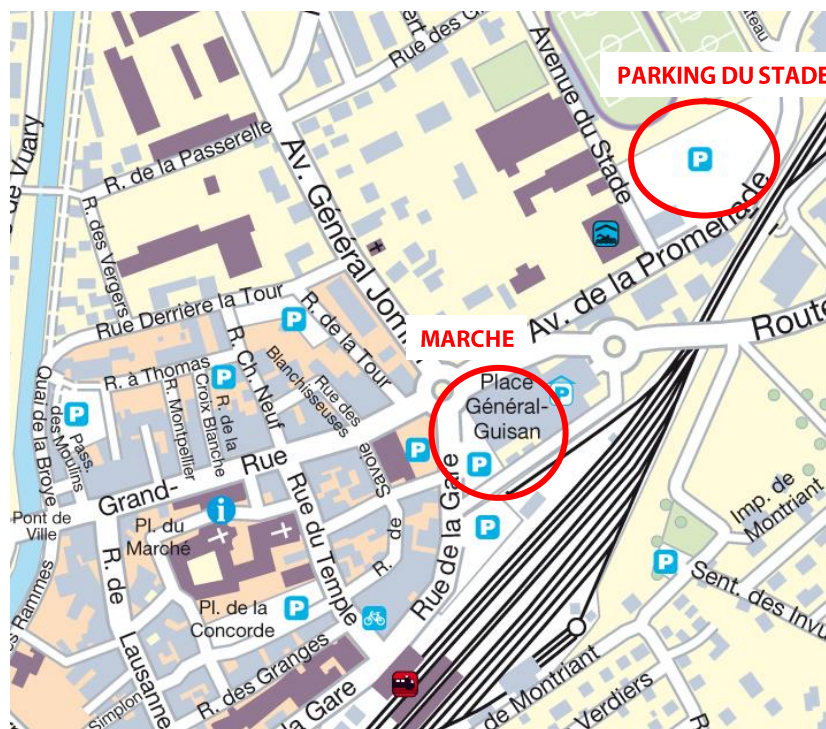 PARKING DU STADE
Rue des G
Avenue du Stade
R. de la Passerelle
de Vuary
R. des Vergers
Av. Général Jom
Av. de la Promenade
Route
Rue Derrière la Tour
R. de la Tour
MARCHE
R. à Thomas
R. Ch. Neuf
Rue des
Blanchisseuses
Place
Général-
Guisan
Quai de la Broye
Pass.
des Moulins
R. Montpellier
R. de la
Croix Blanche
Grand-
Rue
Savoie
R. de
Rue de la Gare
Rue du Temple
Imp. de
Montriant
Pont de
Ville
Pl. du
Marché
R. de
Lausanne
Pl. de la
Concorde
Sent. des Invu
Rammes
R. des Granges
la Gare
Simplon
de Montriant
Verdiers
P
P
P
P
P
P
P
P
P
P
i